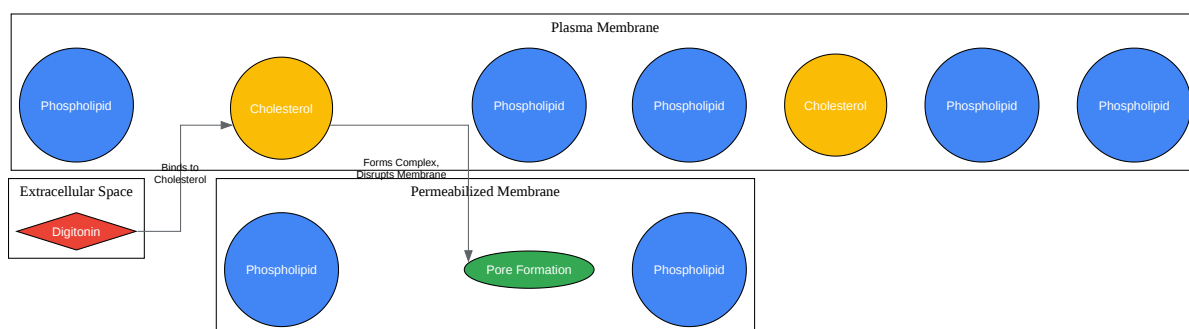 Plasma Membrane
Phospholipid
Cholesterol
Phospholipid
Phospholipid
Cholesterol
Phospholipid
Phospholipid
Binds to
Cholesterol
Forms Complex,
Disrupts Membrane
Extracellular Space
Digitonin
Permeabilized Membrane
Phospholipid
Pore Formation
Phospholipid